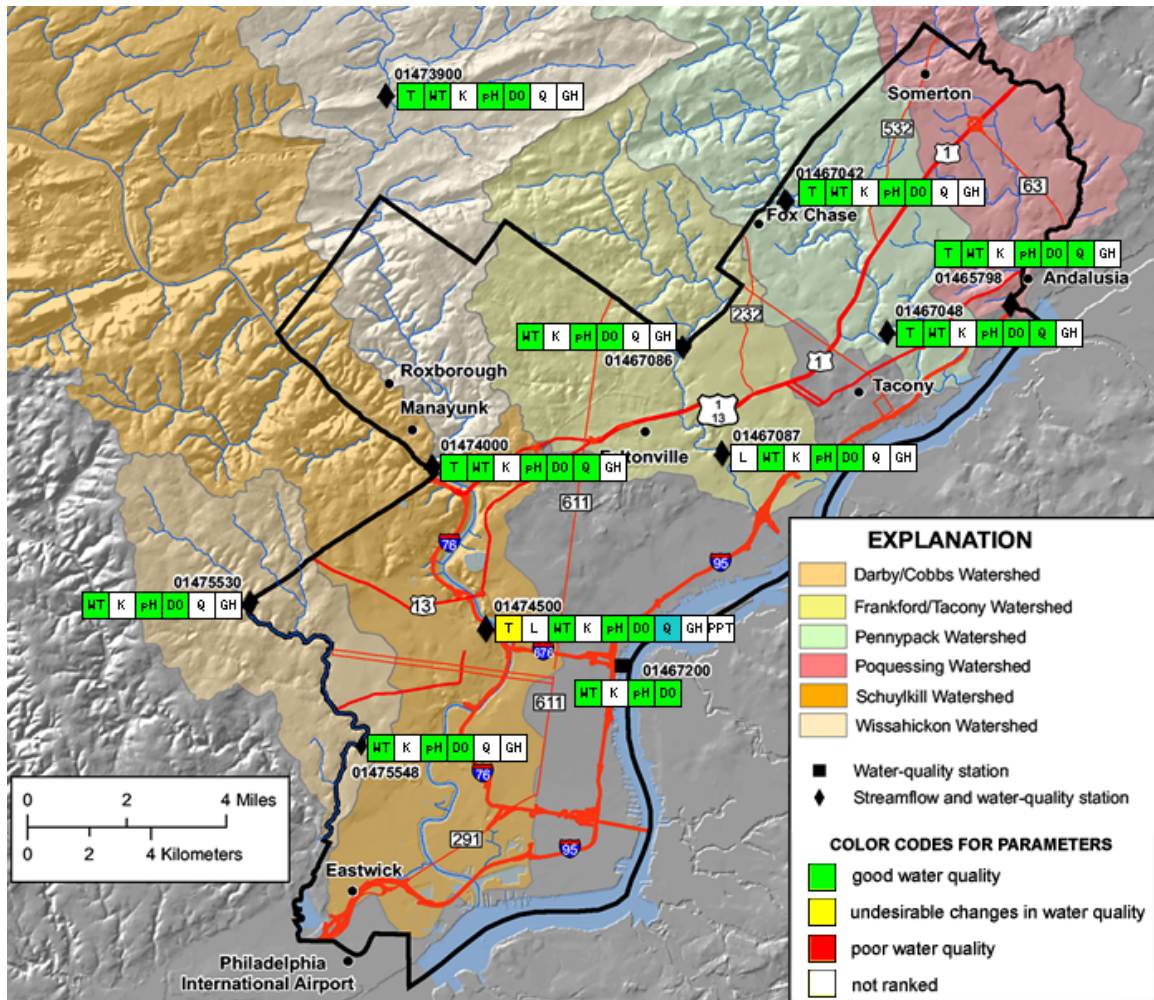 01473900
T WT K pH DO Q GH
Somerton
532
1
01467042
T WT K pH DO Q GH
63
Fox Chase
T WT K pH DO Q GH
01465798
Andalusia
01467048
T WT K pH DO Q GH
232
WT K pH DO Q GH
01467086
1
Roxborough
Tacony
Manayunk
1
13
01467087
L WT K pH DO Q GH
01474000
T WT K pH DO Q GH
ltonville
611
76
95
01475530
WT K pH DO Q GH
13
01474500
T L WT K pH DO Q GH PPT
676
01467200
WT K pH DO
611
WT K pH DO Q GH
01475548
76
291
95
Eastwick
Philadelphia
International Airport
0 2 4 Miles
0 2 4 Kilometers
EXPLANATION
Darby/Cobbs Watershed
Frankford/Tacony Watershed
Pennypack Watershed
Poquessing Watershed
Schuylkill Watershed
Wissahickon Watershed
Water-quality station
Streamflow and water-quality station
COLOR CODES FOR PARAMETERS
good water quality
undesirable changes in water quality
poor water quality
not ranked